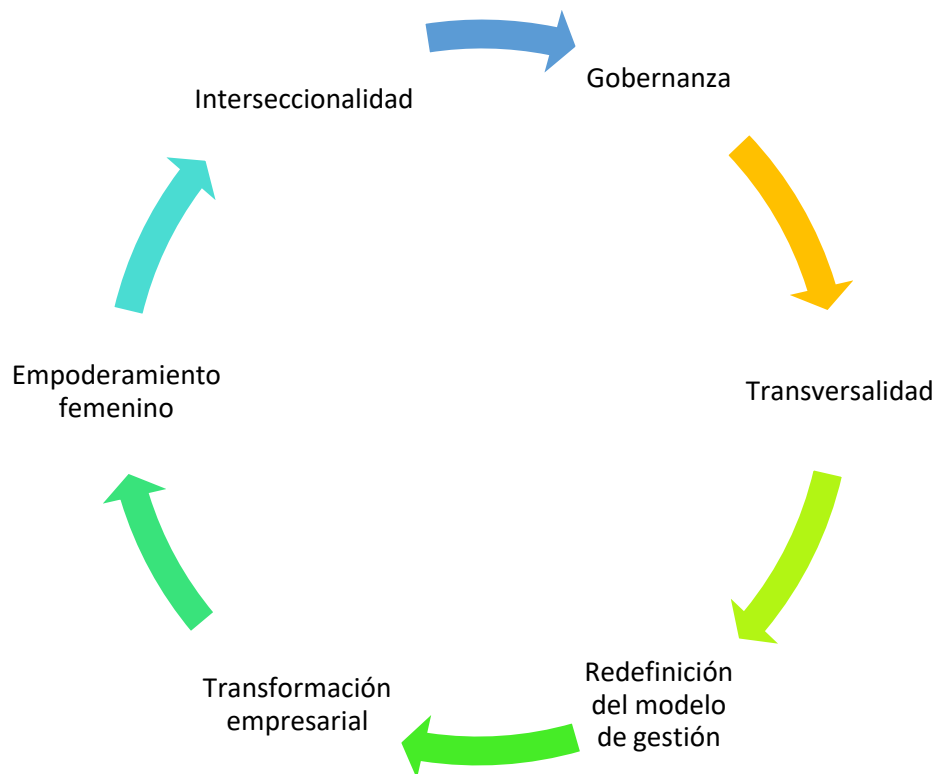 Gobernanza
Transversalidad
Redefinición
del modelo
de gestión
Transformación
empresarial
Empoderamiento
femenino
Interseccionalidad